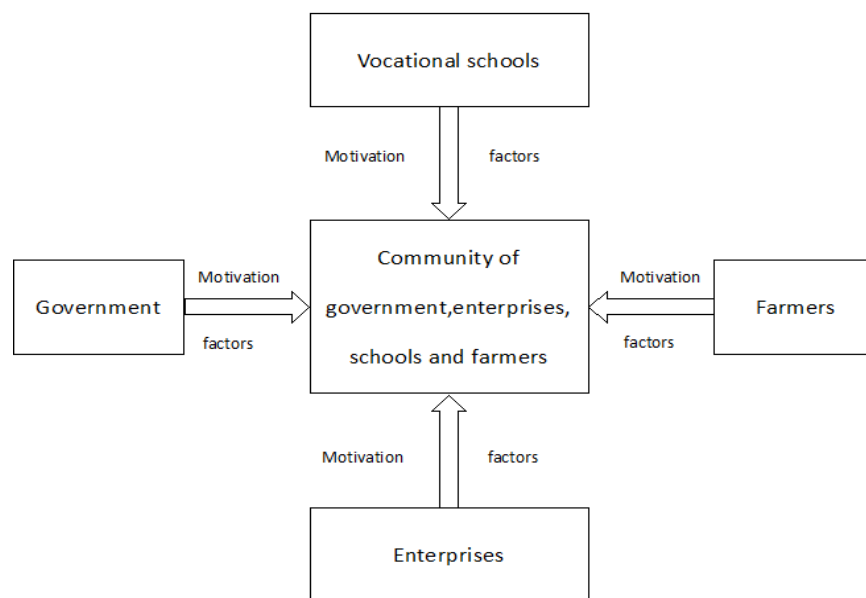 Vocational schools
Motivation factors
Community of
government,enterprises,
schools and farmers
Government
Motivation
factors
Motivation
factors
Farmers
Motivation factors
Enterprises